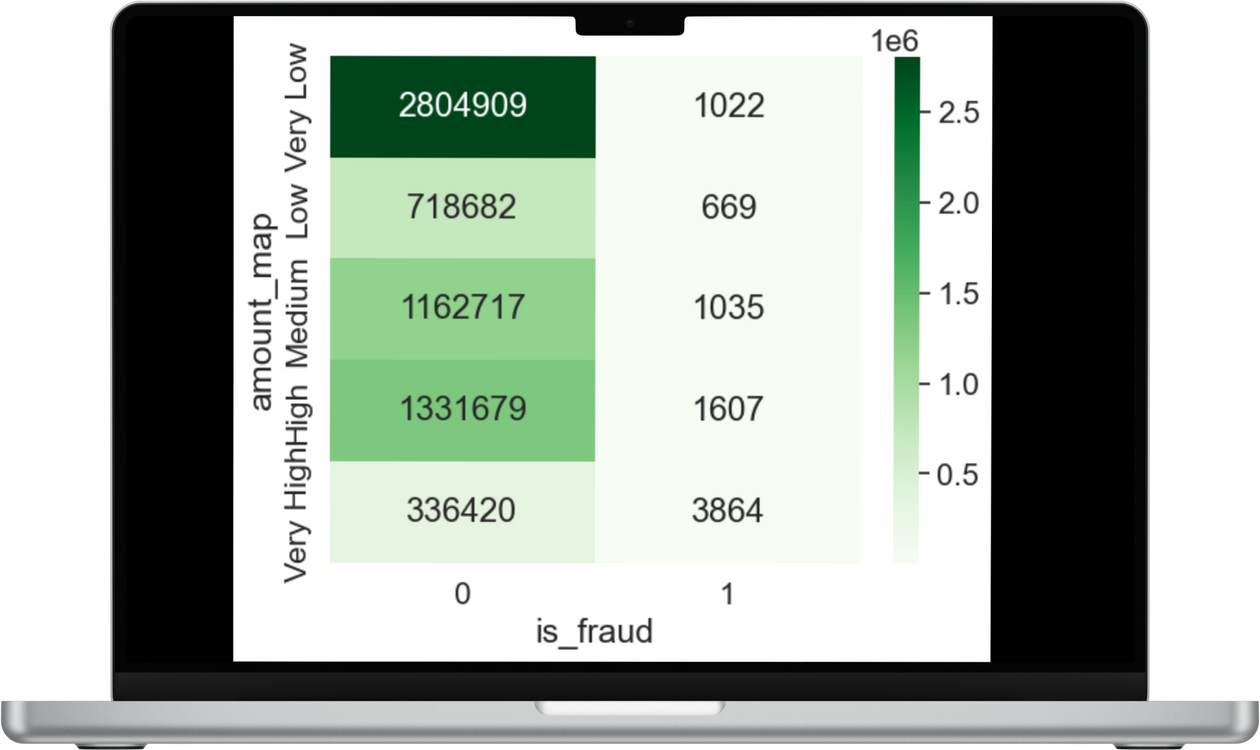 1e6
Very Low 2804909 1022
Low 718682 669
Medium 1162717 1035
High 1331679 1607
Very High 336420 3864
amount_map
0 1
is_fraud
2.5
2.0
1.5
1.0
0.5